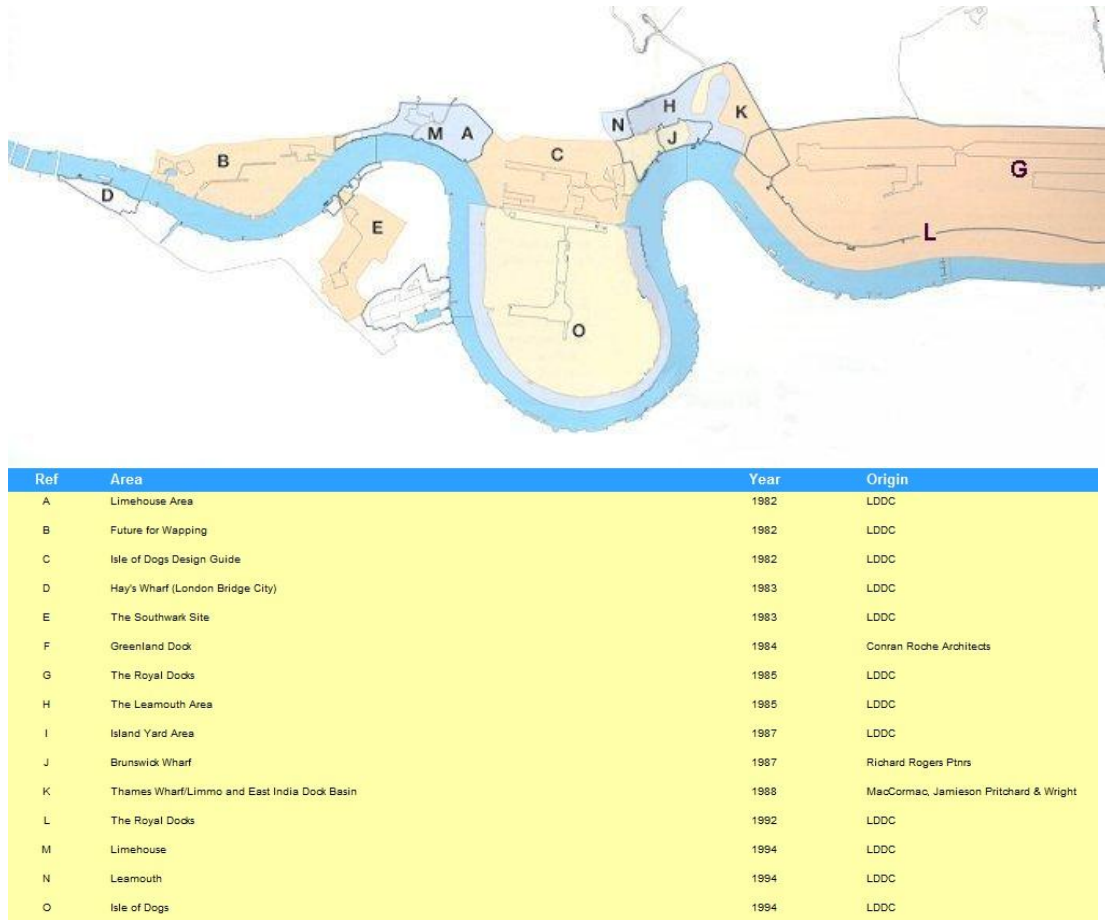 H
K
N
M
A
J
B
C
G
D
E
L
O
Ref Area Year Origin
A Limehouse Area 1982 LDDC
B Future for Wapping 1982 LDDC
C Isle of Dogs Design Guide 1982 LDDC
D Hay's Wharf (London Bridge City) 1983 LDDC
E The Southwark Site 1983 LDDC
F Greenland Dock 1984 Conran Roche Architects
G The Royal Docks 1985 LDDC
H The Leamouth Area 1985 LDDC
I Island Yard Area 1987 LDDC
J Brunswick Wharf 1987 Richard Rogers Ptnrs
K Thames Wharf/Limmo and East India Dock Basin 1988 MacCormac, Jamieson Pritchard & Wright
L The Royal Docks 1992 LDDC
M Limehouse 1994 LDDC
N Leamouth 1994 LDDC
O Isle of Dogs 1994 LDDC